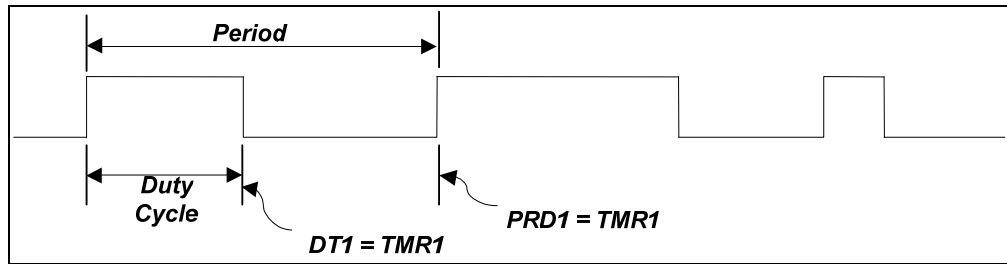 Period
Duty
Cycle
DT1 = TMR1
PRD1 = TMR1